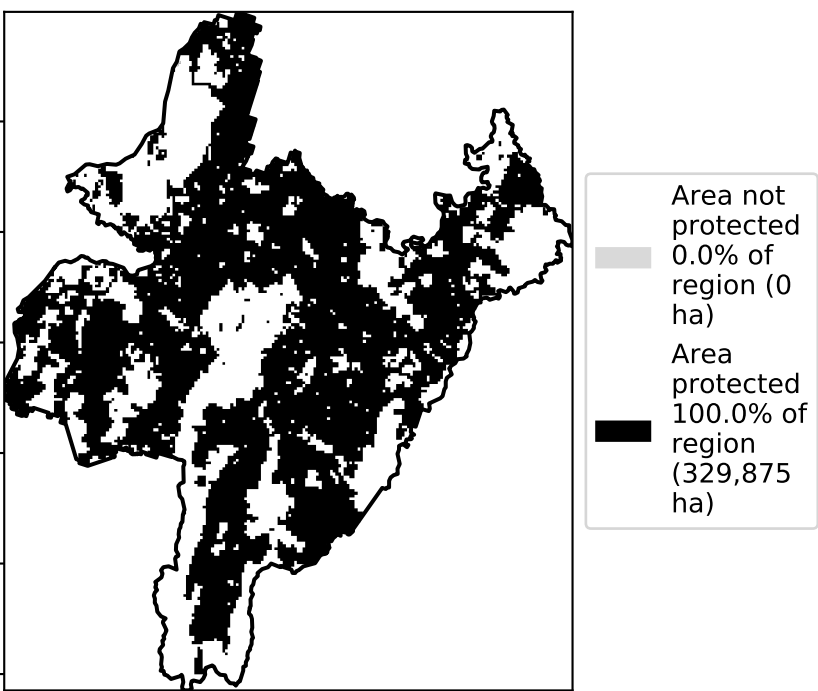 Area not
protected
0.0% of
region (0
ha)
Area
protected
100.0% of
region
(329,875
ha)